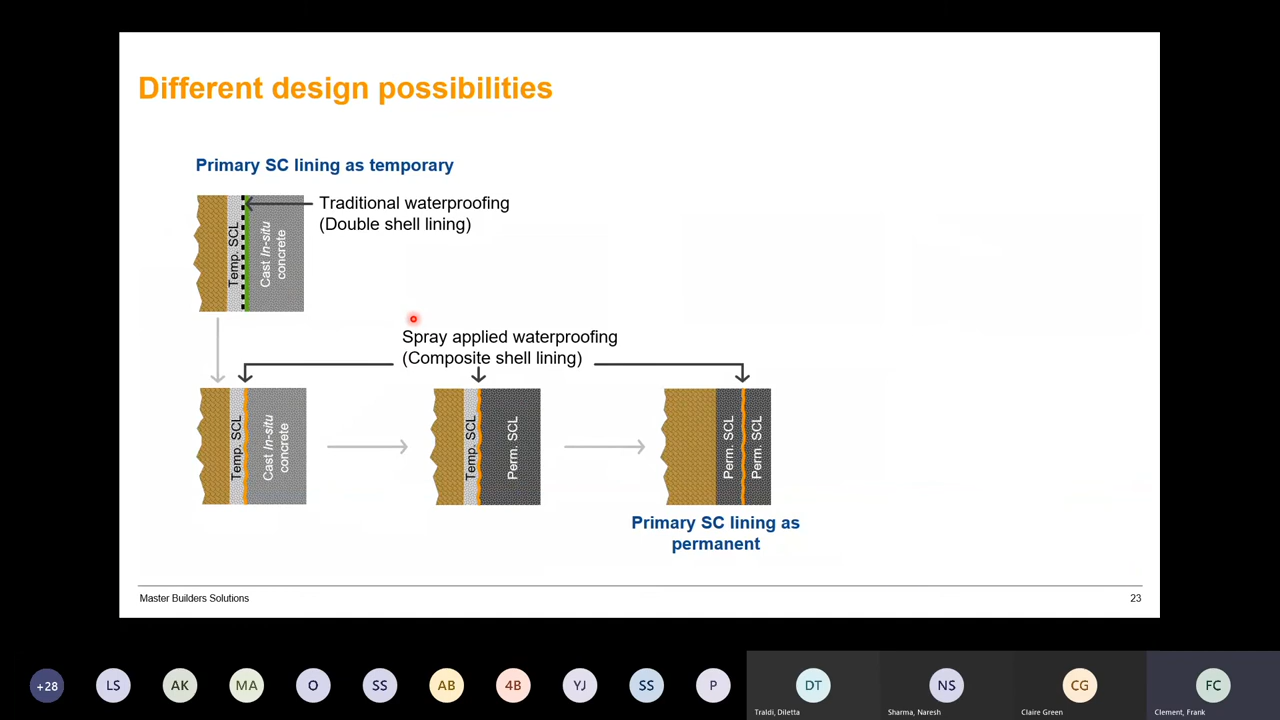 Different design possibilities
Primary SC lining as temporary
Traditional waterproofing
(Double shell lining)
Temp. SCL
Cast In-situ
concrete
Spray applied waterproofing
(Composite shell lining)
Temp. SCL
Cast In-situ
concrete
Temp. SCL
Perm. SCL
Perm. SCL
Perm. SCL
Primary SC lining as
permanent
Master Builders Solutions
23
+28
LS
AK
MA
O
SS
AB
4B
YJ
SS
P
DT
Traldi, Diletta
NS
Sharma, Naresh
CG
Claire Green
FC
Clement, Frank